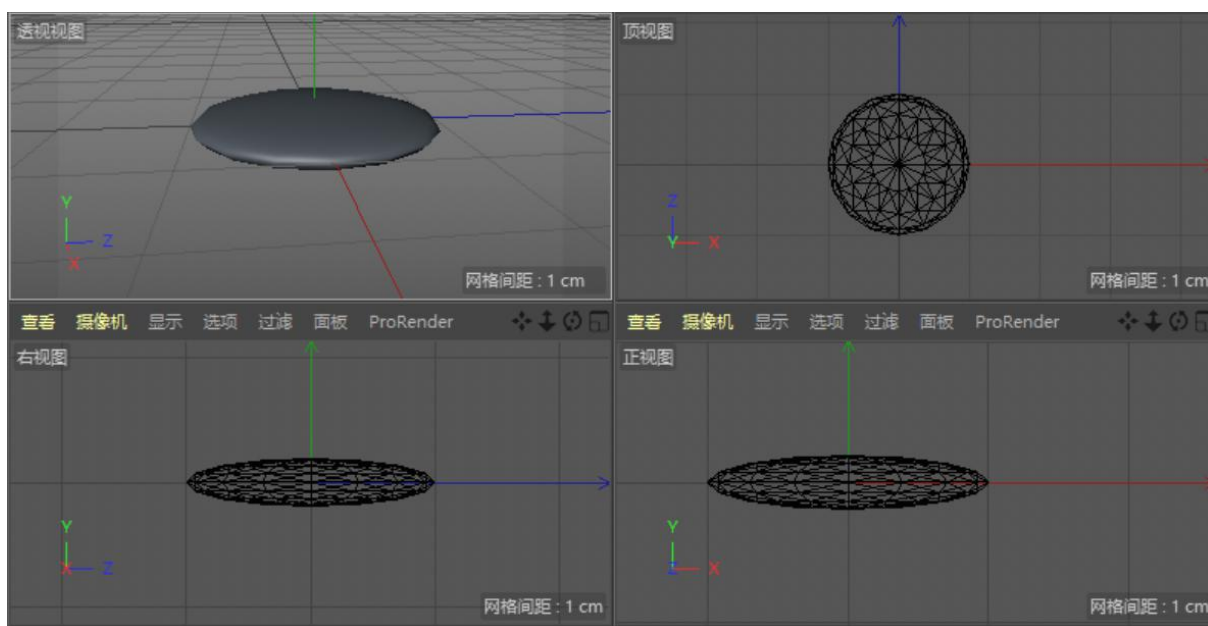 透视视图
Y
Z
X
网格间距 : 1 cm
顶视图
Z
Y
X
网格间距 : 1 cm
查看 摄像机 显示 选项 过滤 面板 ProRender
右视图
Y
X
Z
网格间距 : 1 cm
查看 摄像机 显示 选项 过滤 面板 ProRender
正视图
Y
Z
X
网格间距 : 1 cm